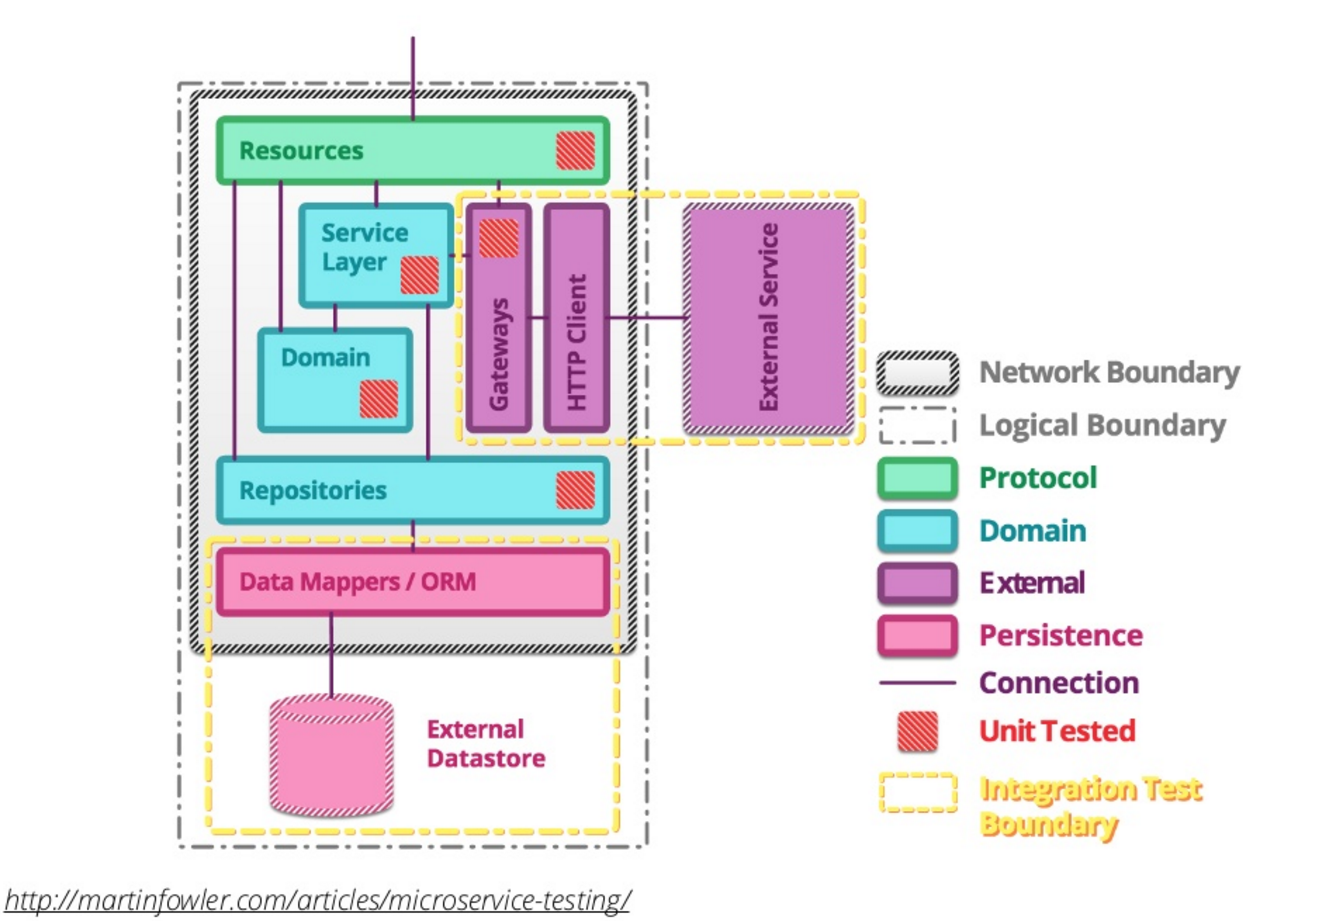 Resources
Service
Layer
Gateways
HTTP Client
External Service
Domain
Repositories
Data Mappers / ORM
External
Datastore
Network Boundary
Logical Boundary
Protocol
Domain
External
Persistence
Connection
Unit Tested
Integration Test
Boundary
http://martinfowler.com/articles/microservice-testing/